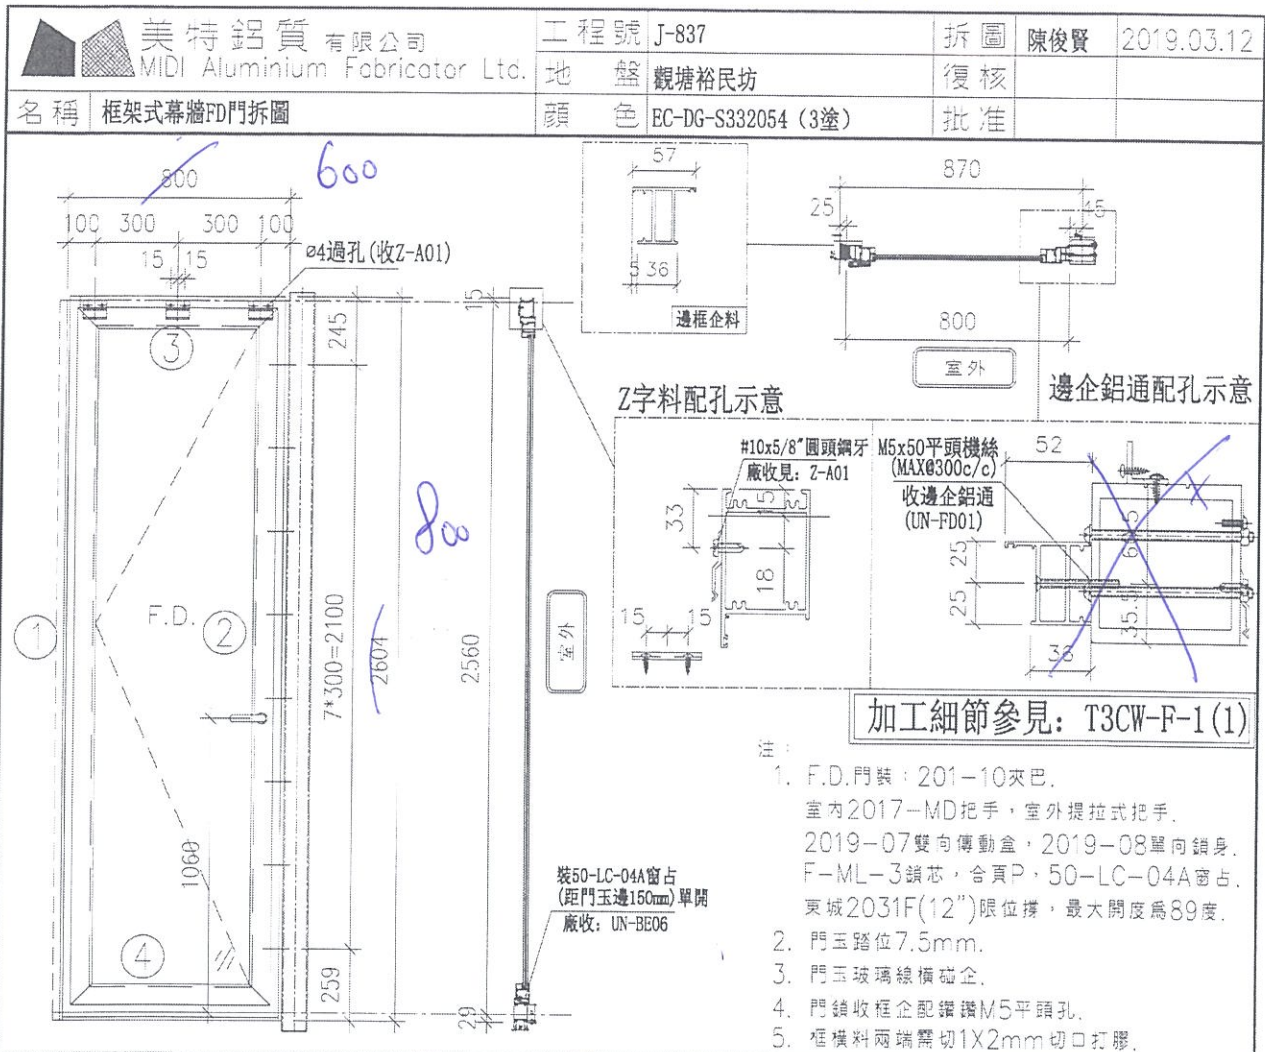 美特鋁質有限公司
MIDI Aluminium Fabricator Ltd.
工程號 J-837
拆圖 陳俊賢 2019.03.12
地盤 觀塘裕民坊
復核
名稱 框架式幕牆FD門拆圖
顏色 EC-DG-S332054 (3塗)
批准
800
600
100 300 300 100
15 15
ø4過孔(收Z-A01)
③
245
15
F.D.
①
②
7*300=2100
2604
800
2560
室外
1060
④
259
29
57
5 36
邊框企料
870
25
45
800
室外
Z字料配孔示意
邊企鋁通配孔示意
#10x5/8"圓頭鋼牙
廠收見: Z-A01
33
15
18
15 15
M5x50平頭機絲
(MAX@300c/c)
收邊企鋁通
(UN-FD01)
52
25
25
36
35.5
加工細節參見: T3CW-F-1(1)
裝50-LC-04A窗占
(距門玉邊150mm)單開
廠收: UN-BE06
注:
1. F.D.門裝:201-10夾巴.
室內2017-MD把手,室外提拉式把手.
2019-07雙向傳動盒,2019-08單向鎖身.
F-ML-3鎖芯,合頁P,50-LC-04A窗占.
東城2031F(12")限位撐,最大開度爲89度.
2. 門玉踏位7.5mm.
3. 門玉玻璃線橫碰企.
4. 門鎖收框企配鑼鑽M5平頭孔.
5. 框橫料兩端需切1X2mm切口打膠.